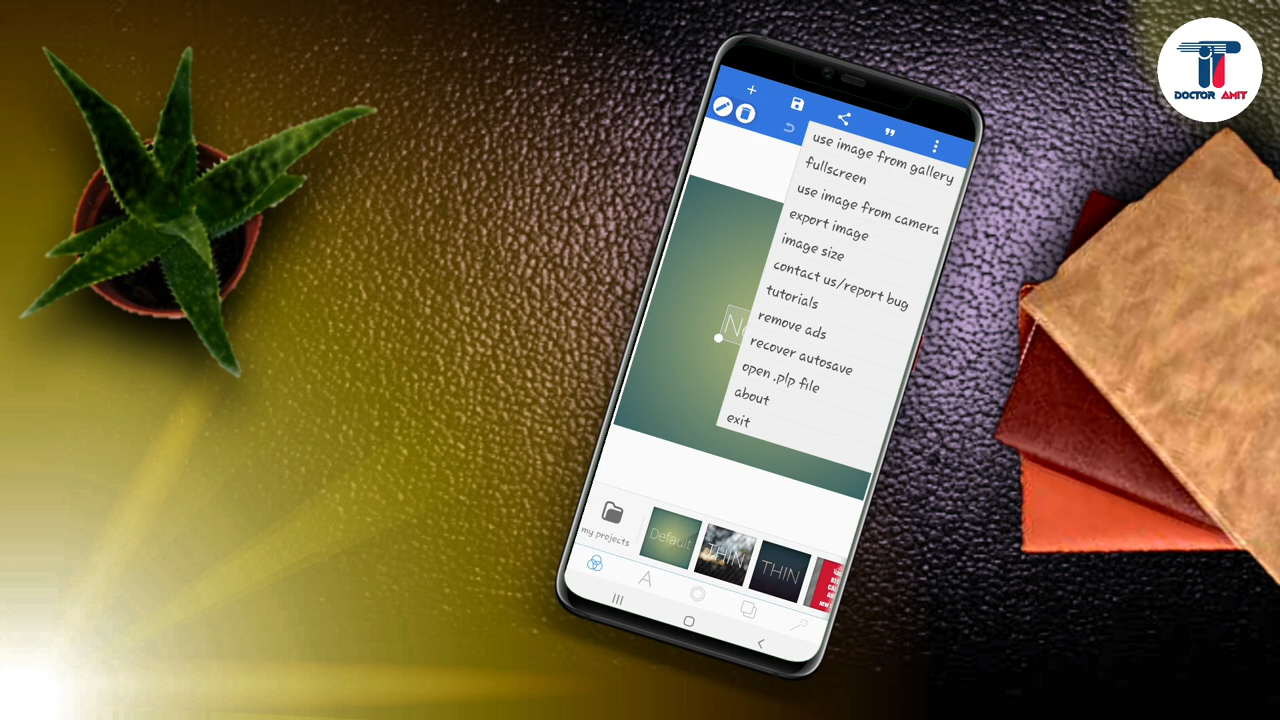 DOCTOR AMIT
use image from gallery
fullscreen
use image from camera
export image
image size
contact us/report bug
tutorials
remove ads
recover autosave
open .plp file
about
exit
my projects
Default
THIN
THIN